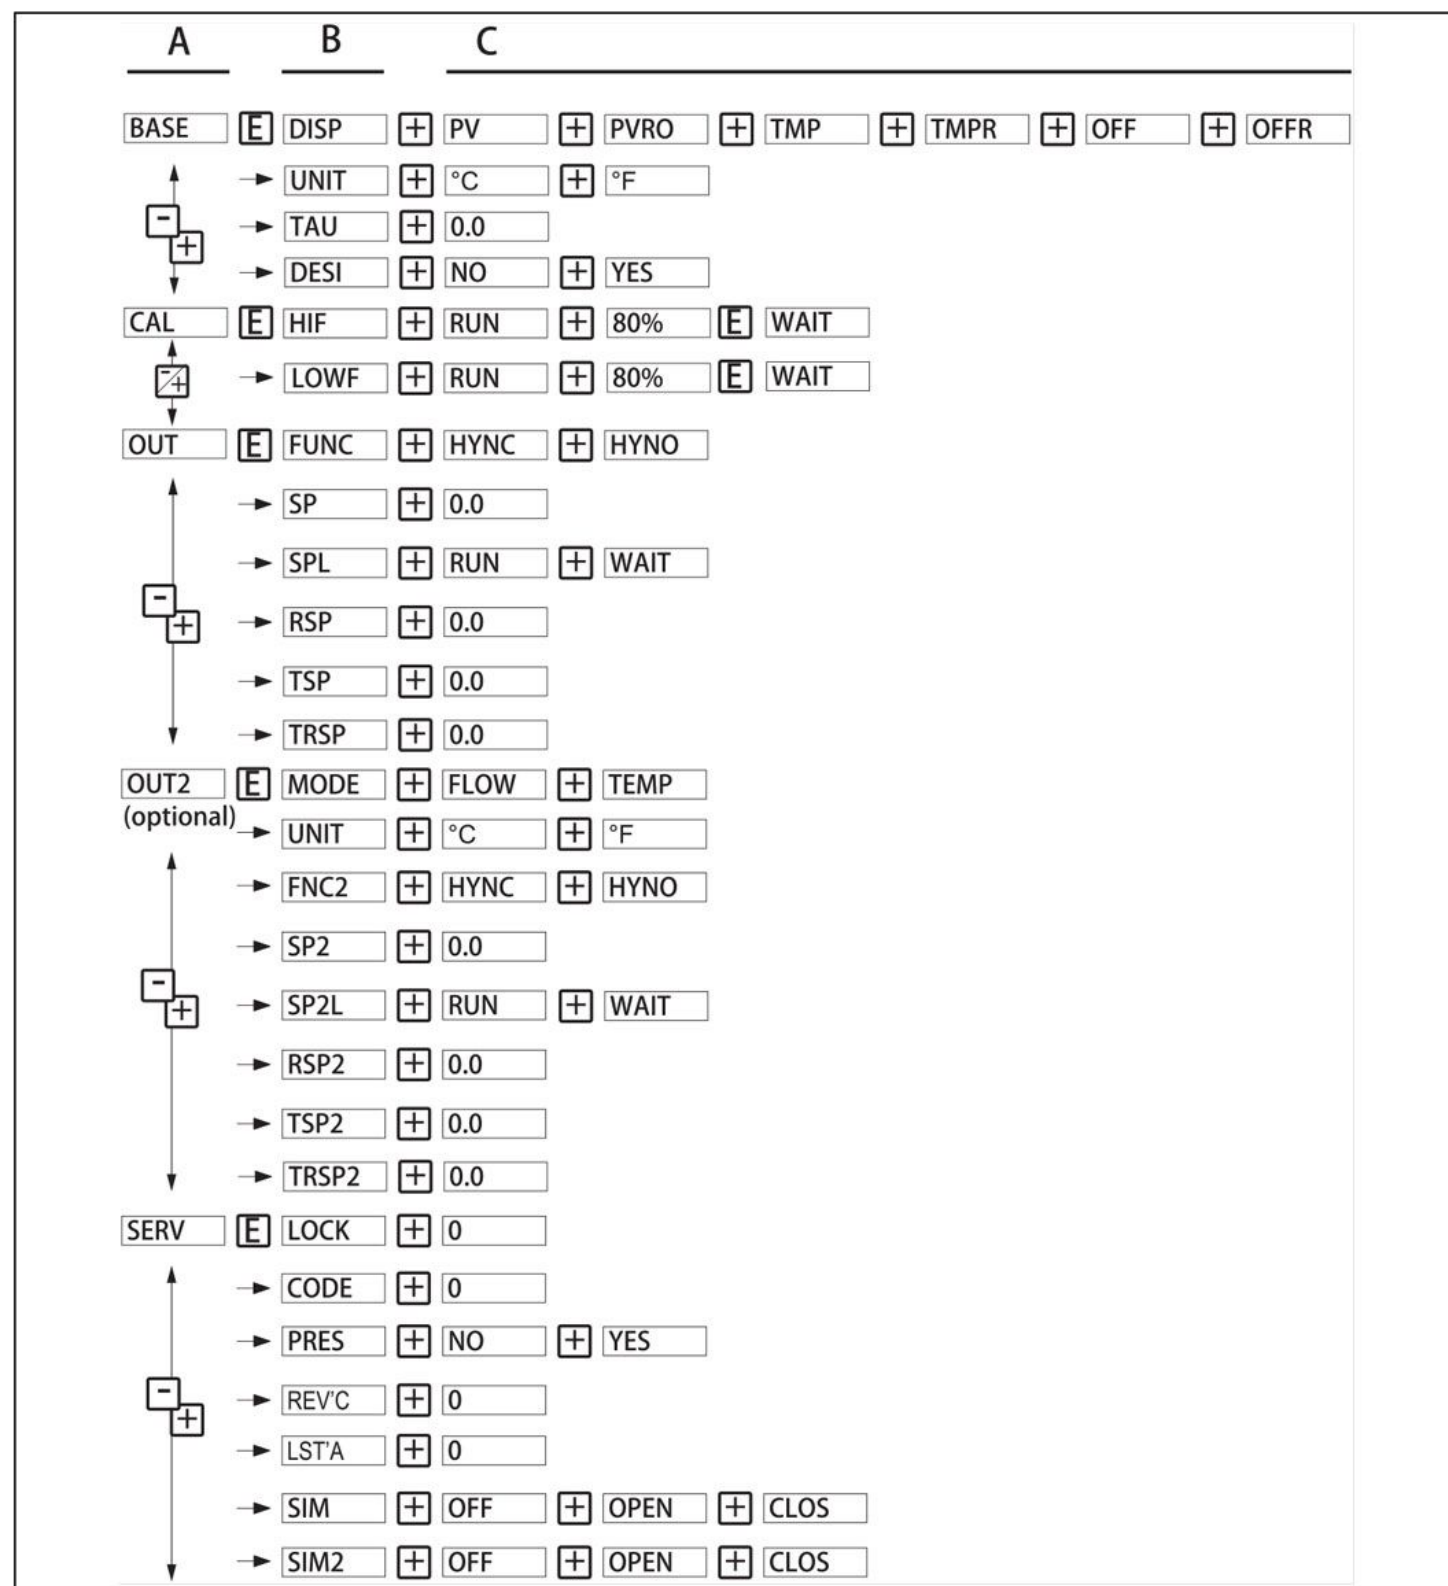 A B C
BASE E DISP + PV + PVRO + TMP + TMPR + OFF + OFFR
UNIT + °C + °F
- + TAU + 0.0
DESI + NO + YES
CAL E HIF + RUN + 80% E WAIT
-/+ LOWF + RUN + 80% E WAIT
OUT E FUNC + HYNC + HYNO
SP + 0.0
SPL + RUN + WAIT
- + RSP + 0.0
TSP + 0.0
TRSP + 0.0
OUT2 E MODE + FLOW + TEMP
(optional)
UNIT + °C + °F
FNC2 + HYNC + HYNO
SP2 + 0.0
- + SP2L + RUN + WAIT
RSP2 + 0.0
TSP2 + 0.0
TRSP2 + 0.0
SERV E LOCK + 0
CODE + 0
PRES + NO + YES
- + REV'C + 0
LST'A + 0
SIM + OFF + OPEN + CLOS
SIM2 + OFF + OPEN + CLOS